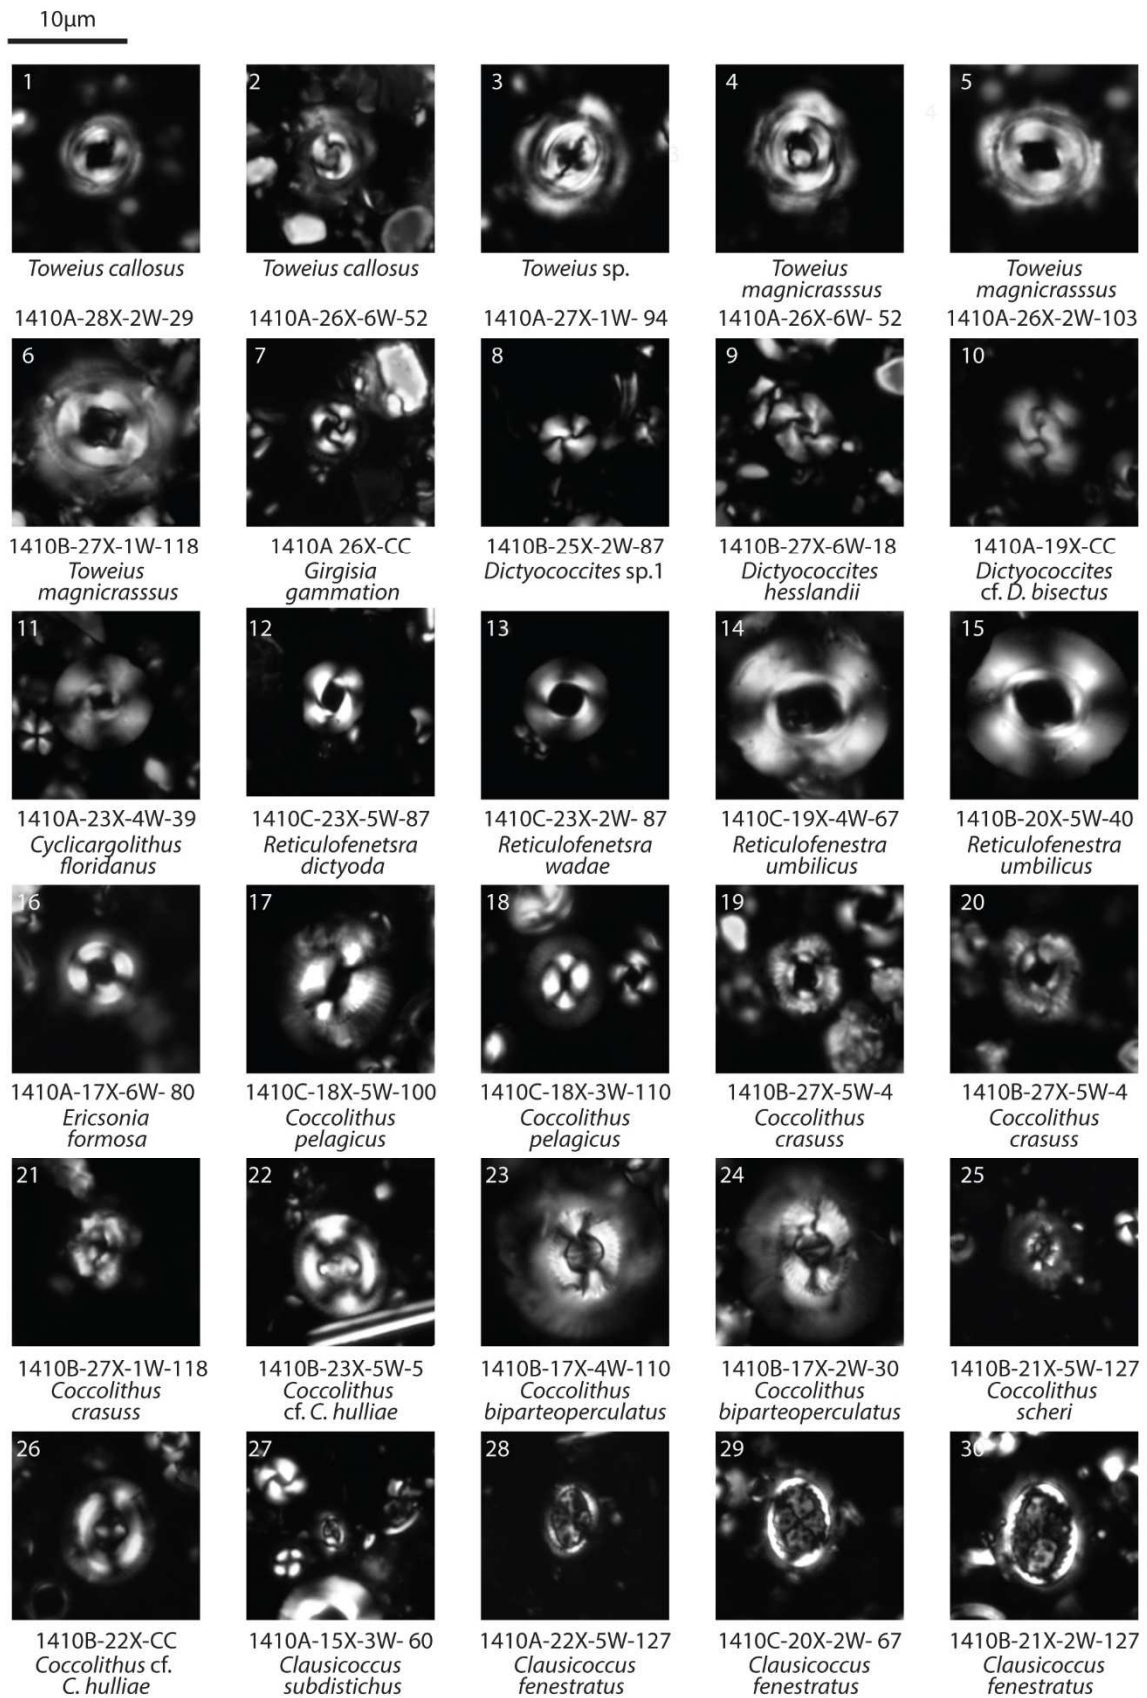 10µm
1
2
3
4
5
4
3
Toweius callosus
Toweius callosus
Toweius sp.
Toweius
magnicrasssus
Toweius
magnicrasssus
1410A-28X-2W-29
1410A-26X-6W-52
1410A-27X-1W- 94
1410A-26X-6W- 52
1410A-26X-2W-103
6
7
8
9
10
1410B-27X-1W-118
Toweius
magnicrasssus
1410A 26X-CC
Girgisia
gammation
1410B-25X-2W-87
Dictyococcites sp.1
1410B-27X-6W-18
Dictyococcites
hesslandii
1410A-19X-CC
Dictyococcites
cf. D. bisectus
11
12
13
14
15
1410A-23X-4W-39
Cyclicargolithus
floridanus
1410C-23X-5W-87
Reticulofenetsra
dictyoda
1410C-23X-2W- 87
Reticulofenetsra
wadae
1410C-19X-4W-67
Reticulofenestra
umbilicus
1410B-20X-5W-40
Reticulofenestra
umbilicus
16
17
18
19
20
1410A-17X-6W- 80
Ericsonia
formosa
1410C-18X-5W-100
Coccolithus
pelagicus
1410C-18X-3W-110
Coccolithus
pelagicus
1410B-27X-5W-4
Coccolithus
crasuss
1410B-27X-5W-4
Coccolithus
crasuss
21
22
23
24
25
1410B-27X-1W-118
Coccolithus
crasuss
1410B-23X-5W-5
Coccolithus
cf. C. hulliae
1410B-17X-4W-110
Coccolithus
biparteoperculatus
1410B-17X-2W-30
Coccolithus
biparteoperculatus
1410B-21X-5W-127
Coccolithus
scheri
26
27
28
29
30
1410B-22X-CC
Coccolithus cf.
C. hulliae
1410A-15X-3W- 60
Clausicoccus
subdistichus
1410A-22X-5W-127
Clausicoccus
fenestratus
1410C-20X-2W- 67
Clausicoccus
fenestratus
1410B-21X-2W-127
Clausicoccus
fenestratus